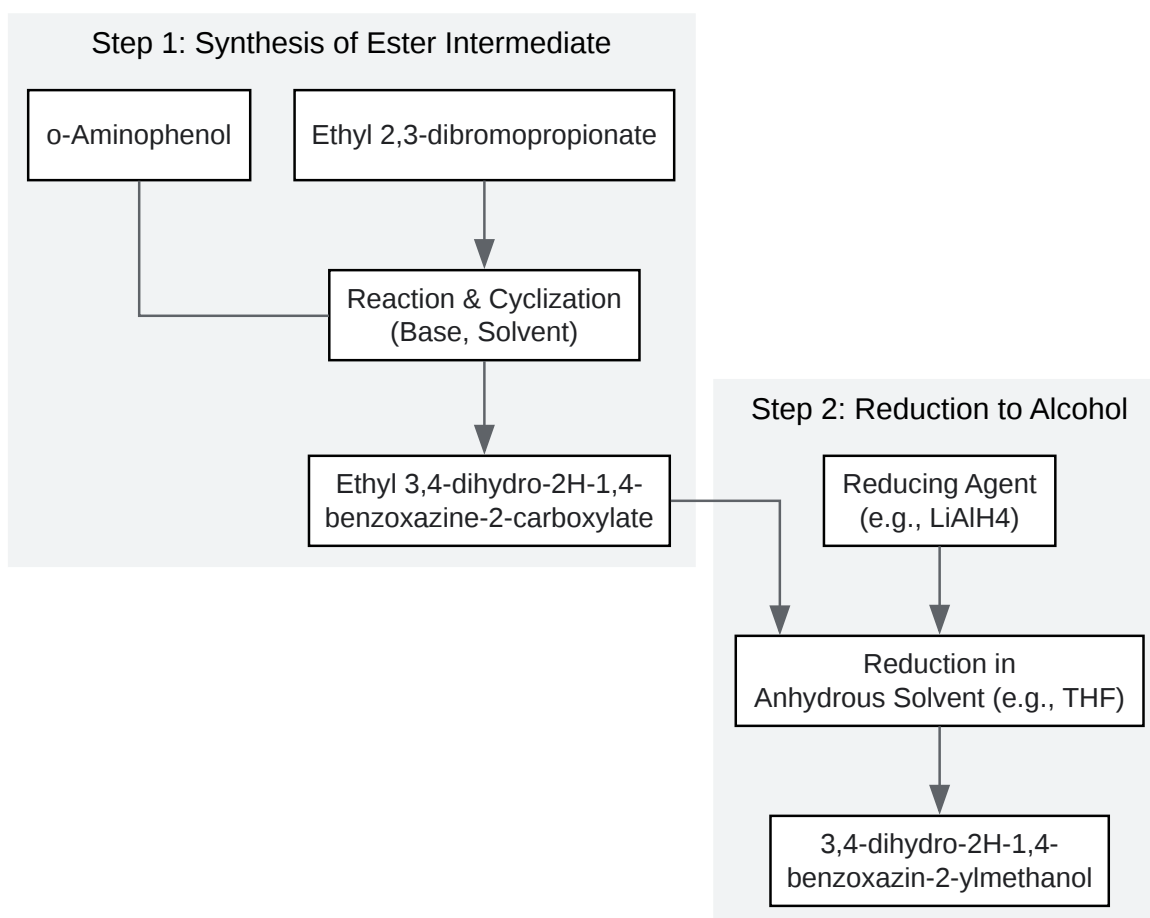 Step 1: Synthesis of Ester Intermediate
o-Aminophenol
Ethyl 2,3-dibromopropionate
Reaction & Cyclization
(Base, Solvent)
Ethyl 3,4-dihydro-2H-1,4-
benzoxazine-2-carboxylate
Step 2: Reduction to Alcohol
Reducing Agent
(e.g., LiAlH4)
Reduction in
Anhydrous Solvent (e.g., THF)
3,4-dihydro-2H-1,4-
benzoxazin-2-ylmethanol